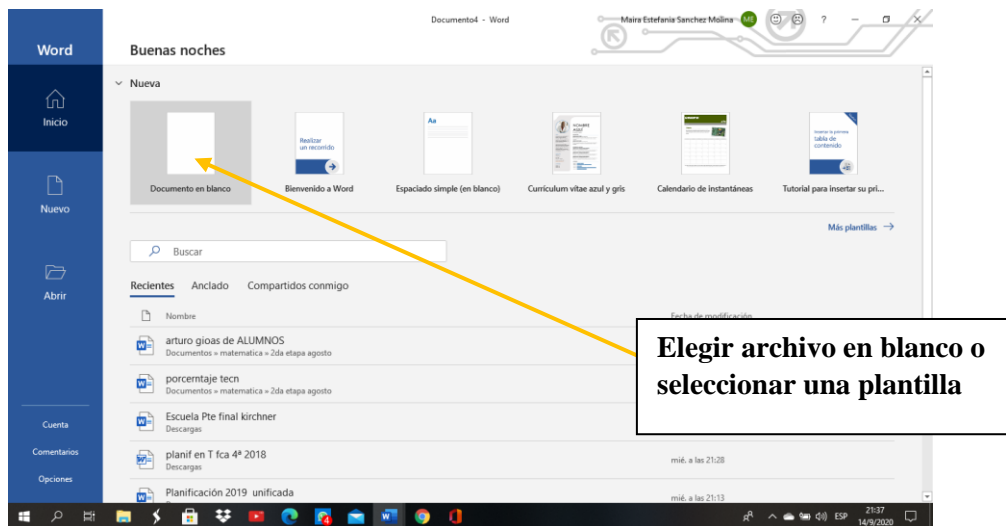 Documento4 - Word
Maira Estefania Sanchez Molina
ME
?
Word
Buenas noches
Nueva
Inicio
Nuevo
Abrir
Cuenta
Comentarios
Opciones
Realizar
un recorrido
Aa
NOMBRE
AQUÍ
Insertar la primera
tabla de
contenido
Documento en blanco
Bienvenido a Word
Espaciado simple (en blanco)
Currículum vítae azul y gris
Calendario de instantáneas
Tutorial para insertar su pri...
Más plantillas
Buscar
Recientes Anclado Compartidos conmigo
Nombre
Fecha de modificación
arturo gioas de ALUMNOS
Documentos » matematica » 2da etapa agosto
porcerntaje tecn
Documentos » matematica » 2da etapa agosto
Escuela Pte final kirchner
Descargas
planif en T fca 4ª 2018
Descargas
mié. a las 21:28
Planificación 2019 unificada
mié. a las 21:13
Elegir archivo en blanco o
seleccionar una plantilla
ESP
21:37
14/9/2020